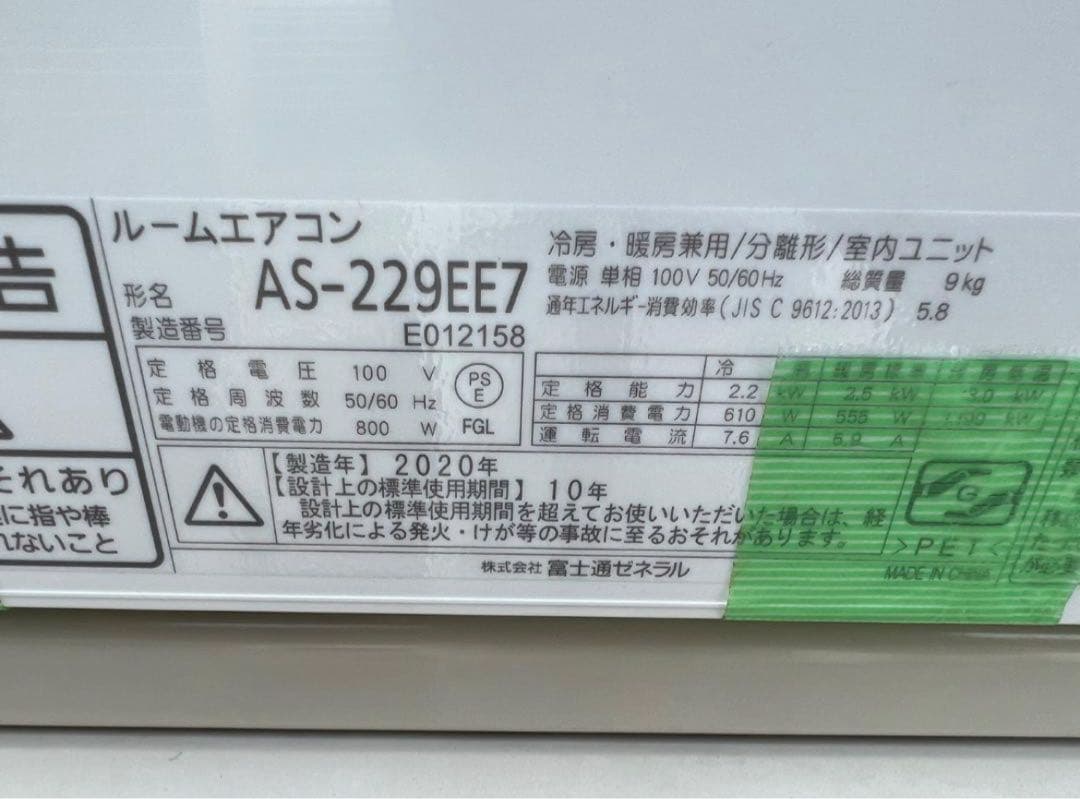 告
それあり
に指や棒
れないこと
ルームエアコン
形名 AS-229EE7
製造番号 E012158
冷房・暖房兼用/分離形/室内ユニット
電源 単相 100V 50/60Hz 総質量 9kg
通年エネルギー消費効率(JIS C 9612:2013) 5.8
定格電圧 100 V
定格周波数 50/60 Hz
電動機の定格消費電力 800 W
PS
E
FGL
冷
定格能力 2.2 kW 2.5 kW 3.0 kW
定格消費電力 610 W 555 W
運転電流 7.6 A 6.9 A
【製造年】2020年
【設計上の標準使用期間】10年
設計上の標準使用期間を超えてお使いいただいた場合は、経
年劣化による発火・けが等の事故に至るおそれがあります。
株式会社 富士通ゼネラル
G
>PET<
MADE IN CHINA